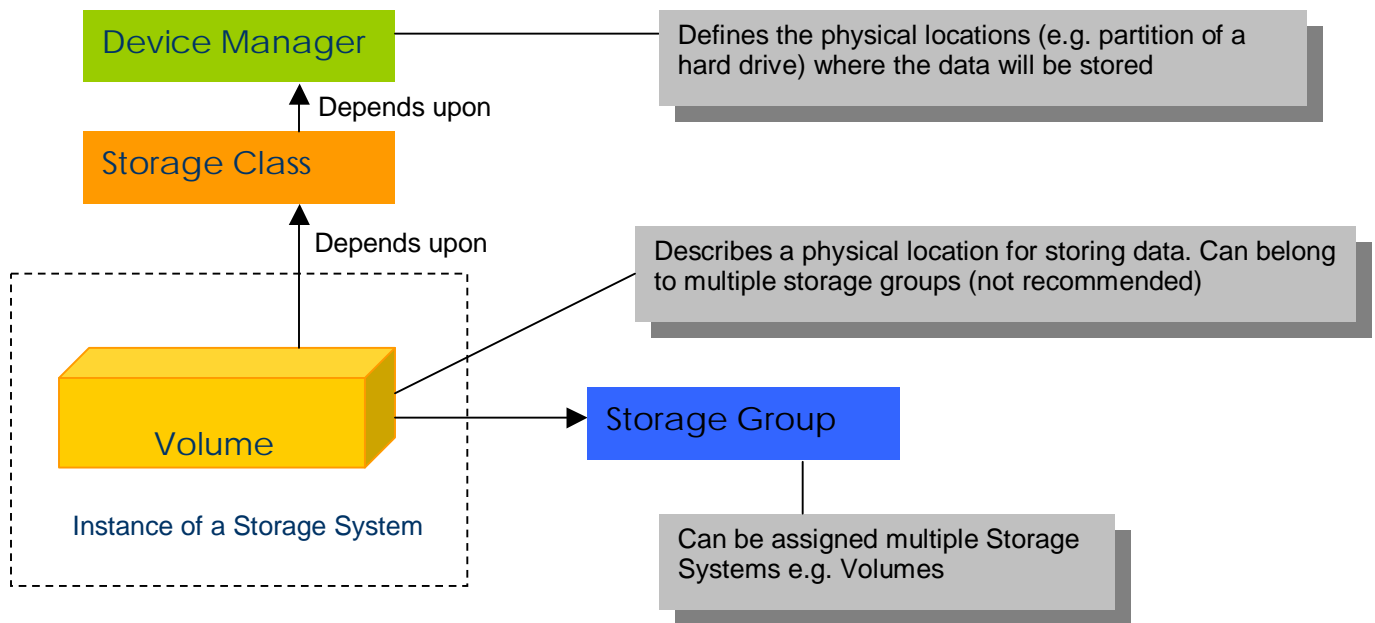 Device Manager
Defines the physical locations (e.g. partition of a
hard drive) where the data will be stored
Depends upon
Storage Class
Depends upon
Describes a physical location for storing data. Can belong
to multiple storage groups (not recommended)
Volume
Storage Group
Instance of a Storage System
Can be assigned multiple Storage
Systems e.g. Volumes